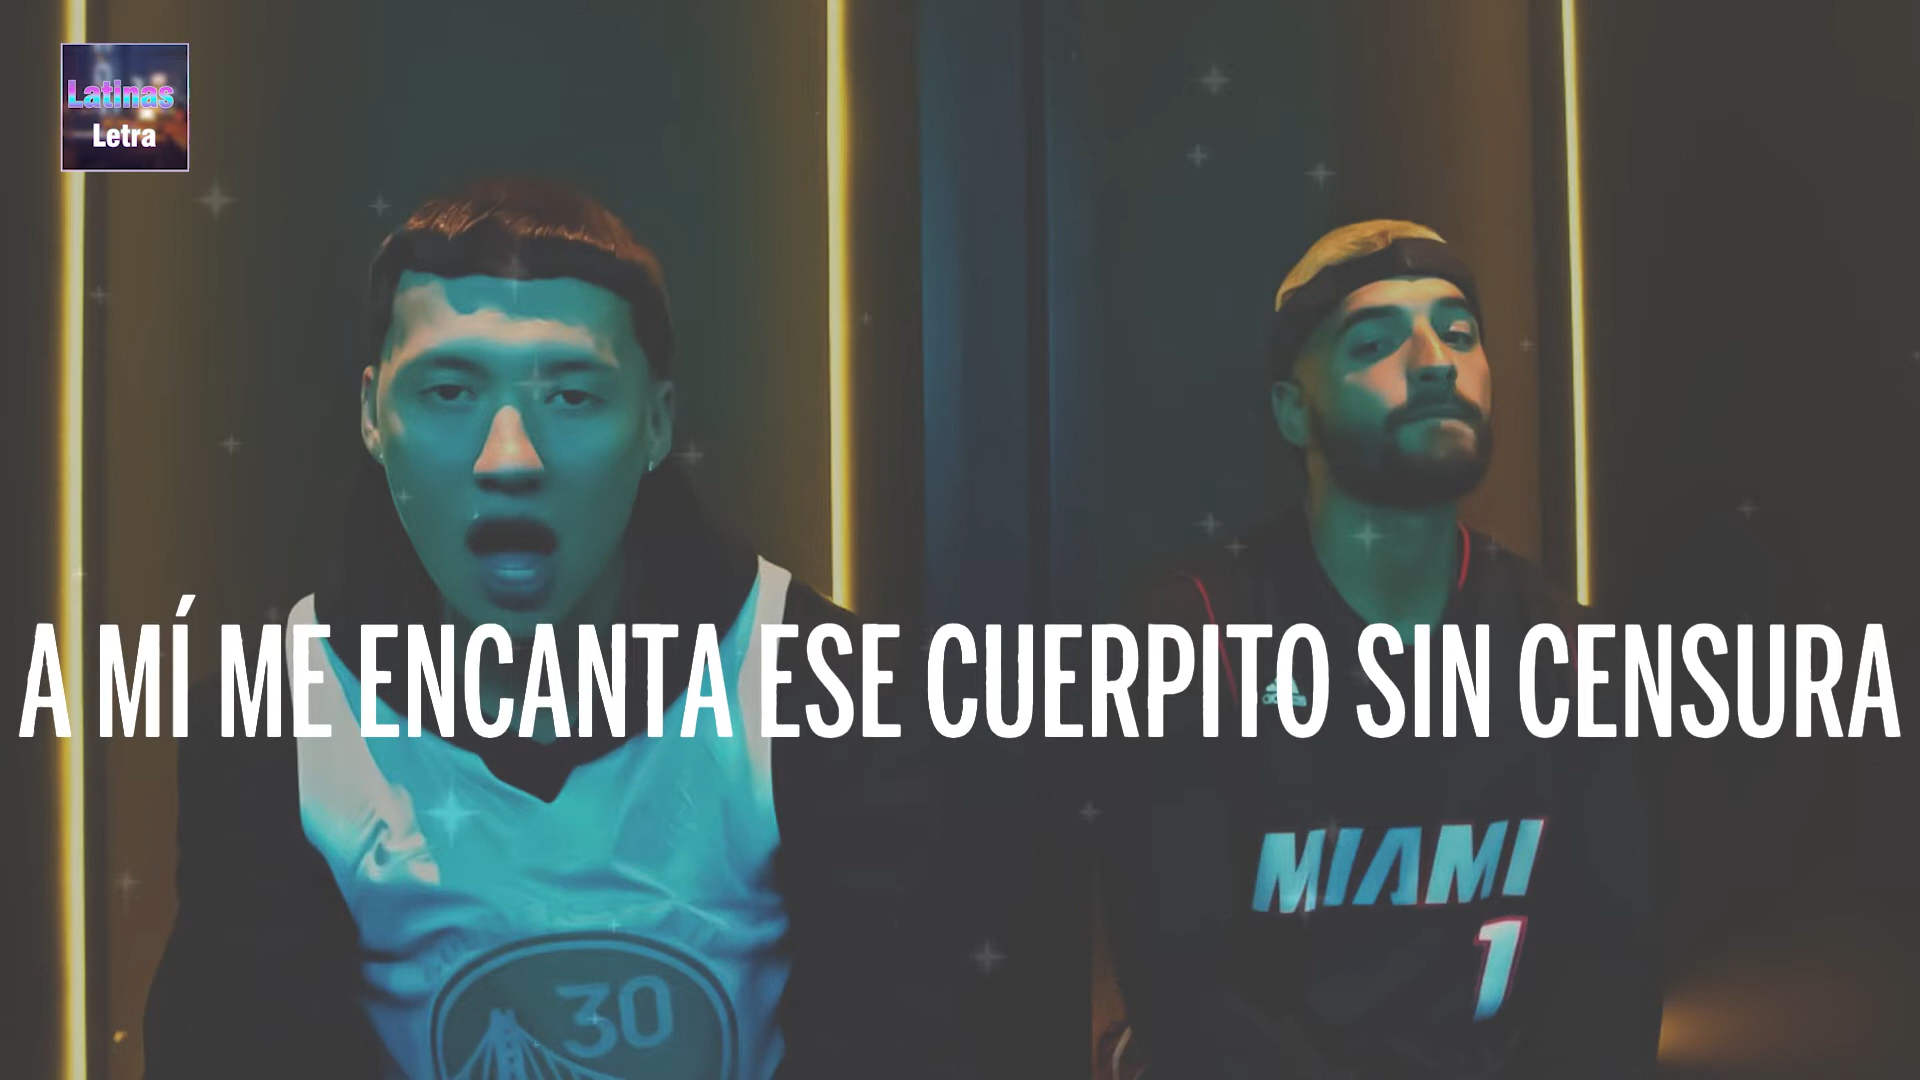 Latinas
Letra
A MÍ ME ENCANTA ESE CUERPITO SIN CENSURA
30
MIAMI
1